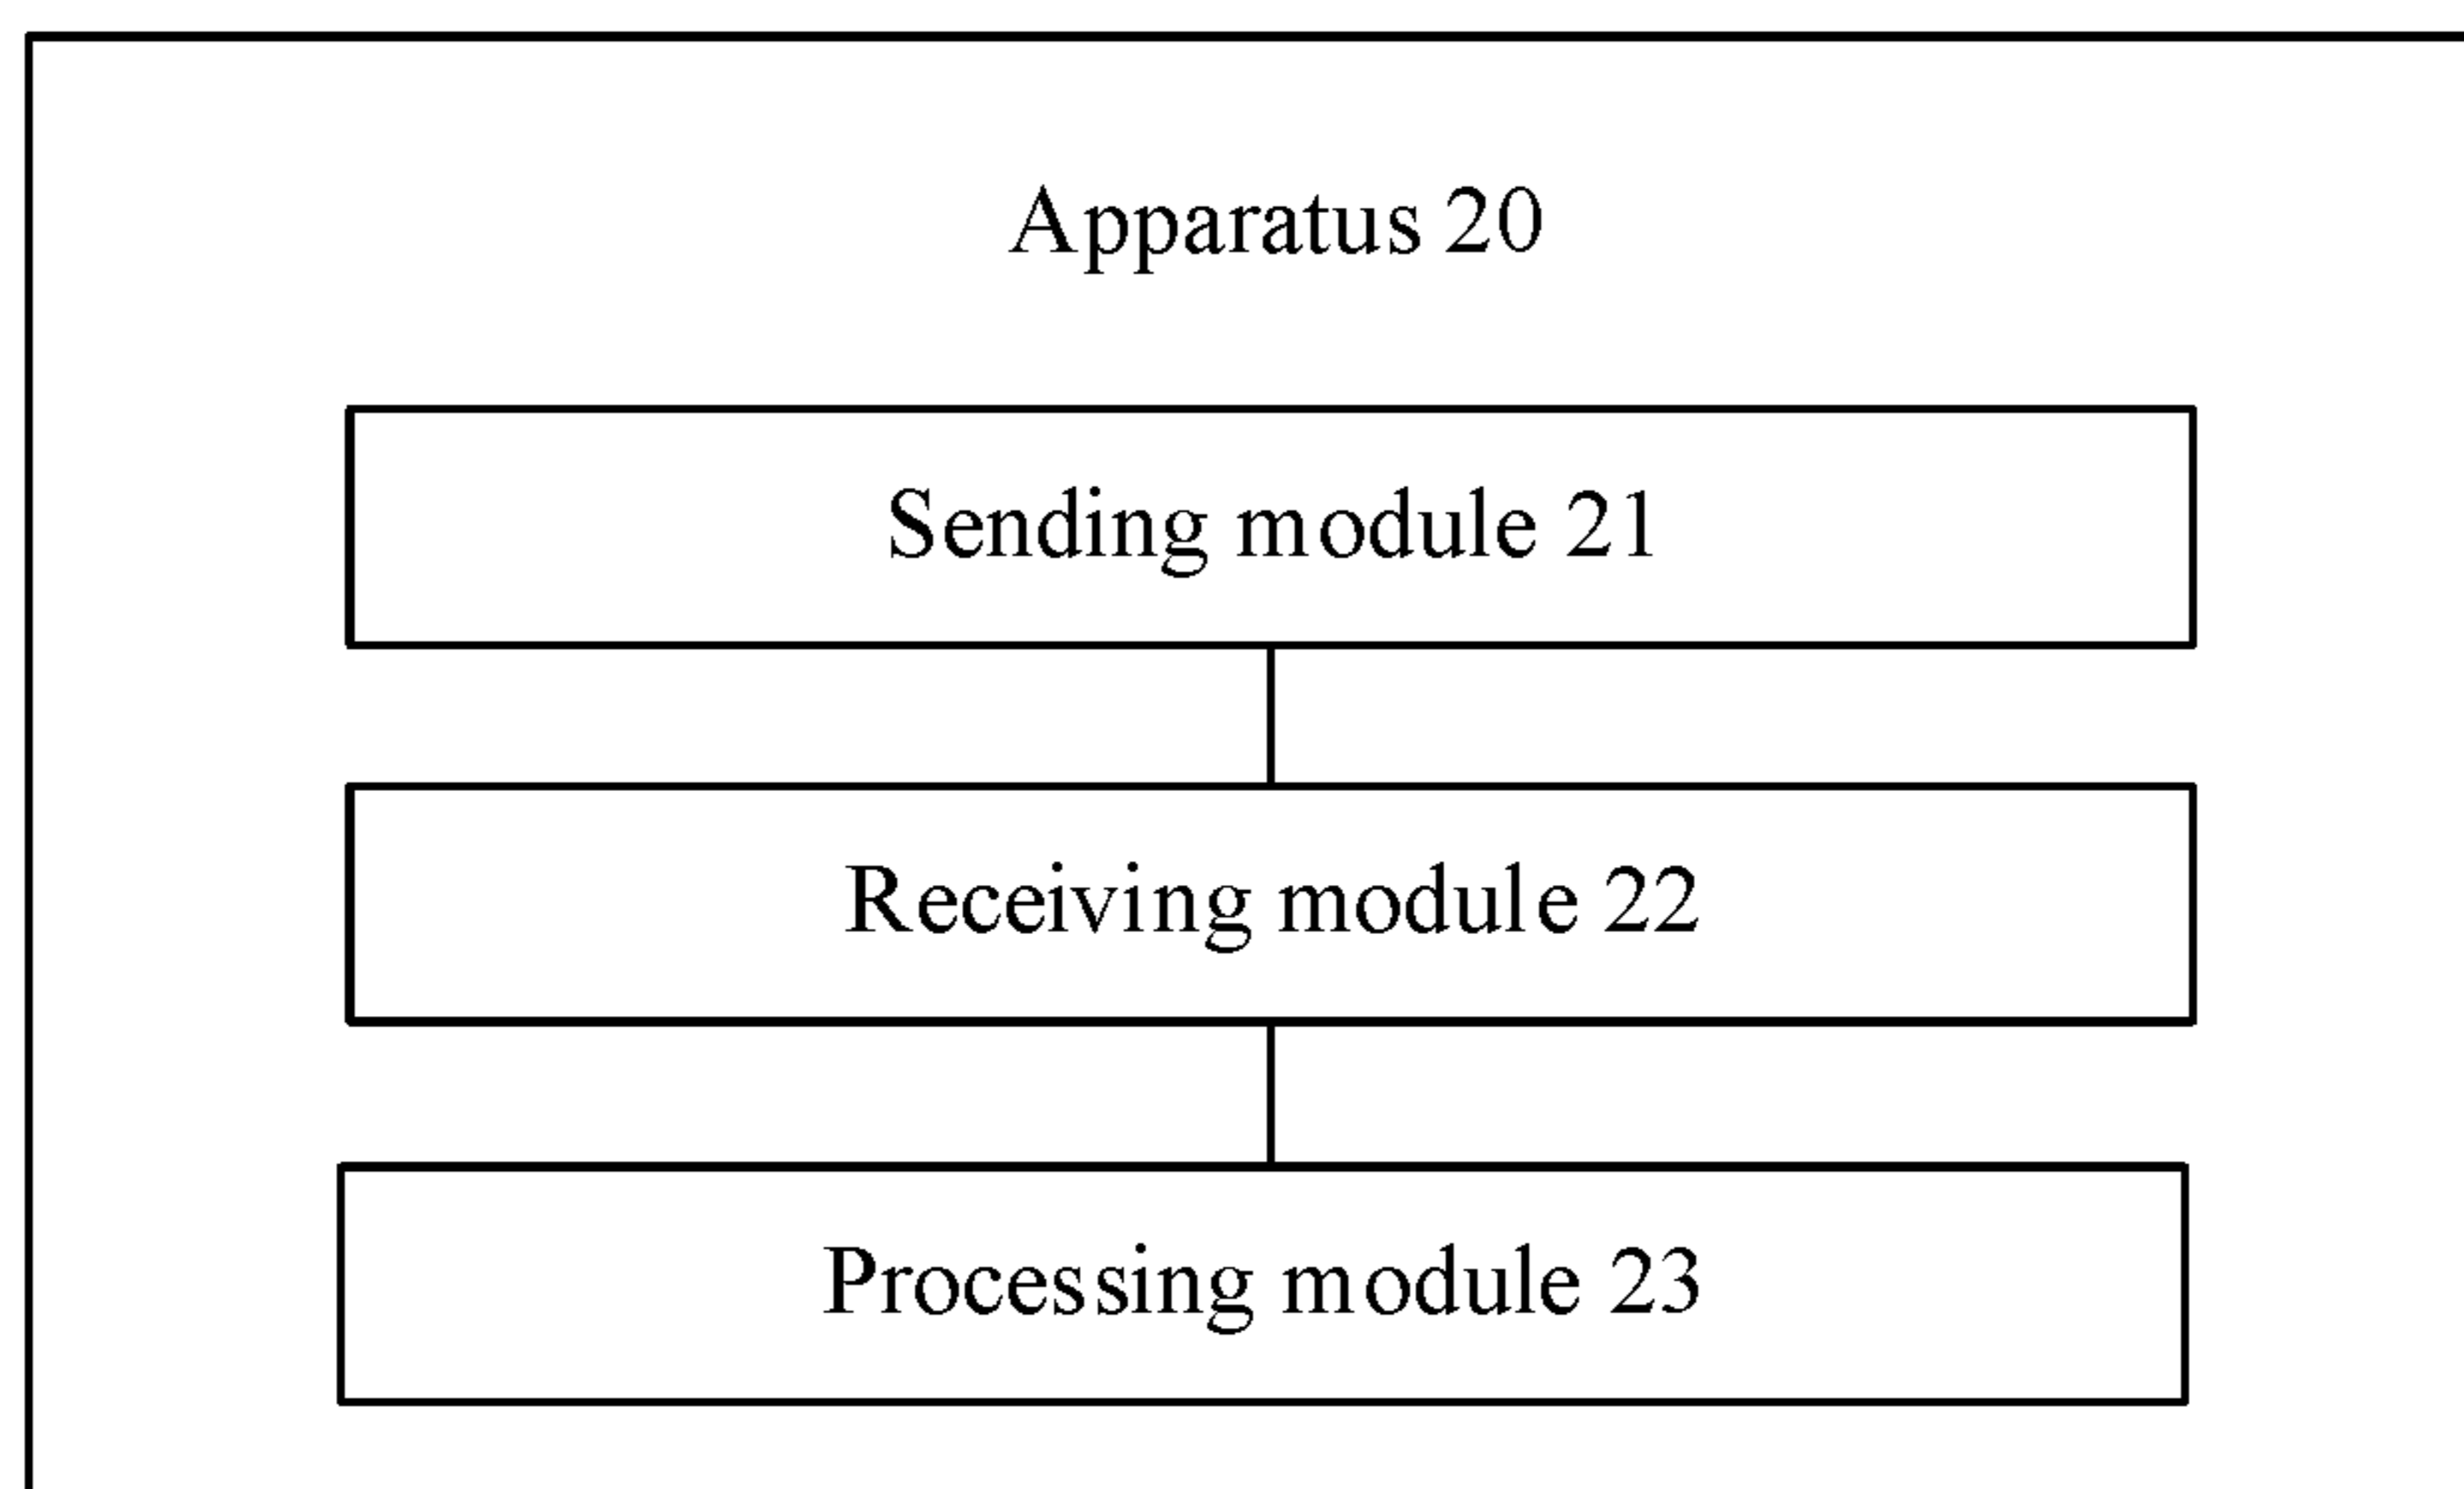 Apparatus 20
Sending module 21
Receiving module 22
Processing module 23